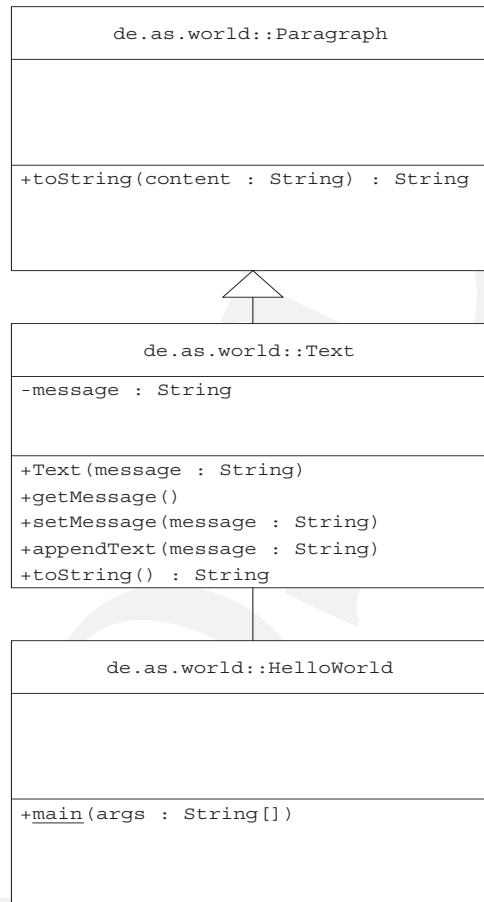 de.as.world::Paragraph
+toString(content : String) : String
de.as.world::Text
-message : String
+Text(message : String)
+getMessage()
+setMessage(message : String)
+appendText(message : String)
+toString() : String
de.as.world::HelloWorld
+main(args : String[])